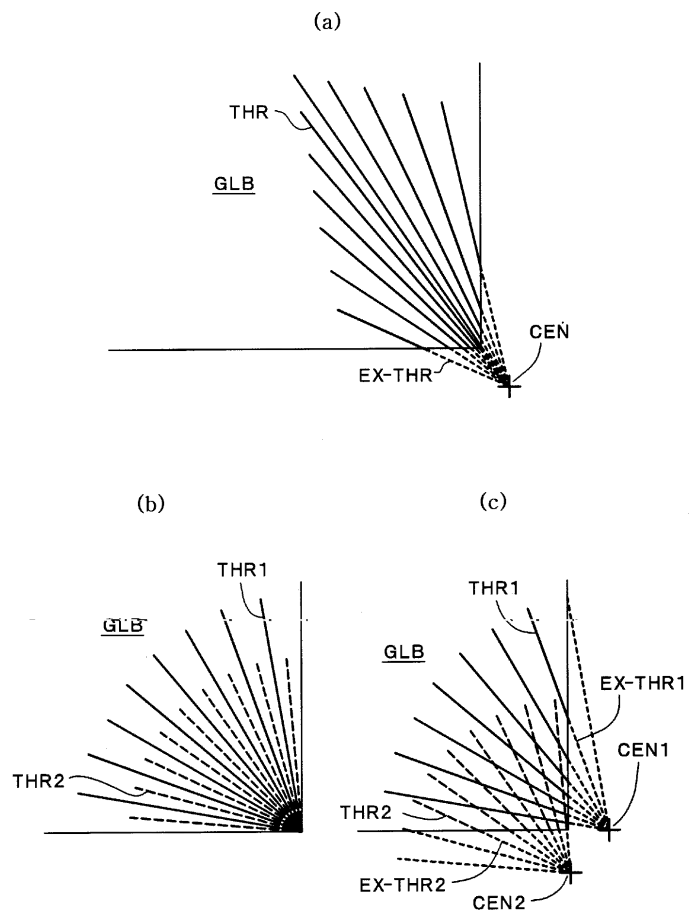 (a)
THR
GLB
CEN
EX-THR
(b)
(c)
THR1
GLB
THR2
THR1
GLB
EX-THR1
CEN1
THR2
EX-THR2
CEN2